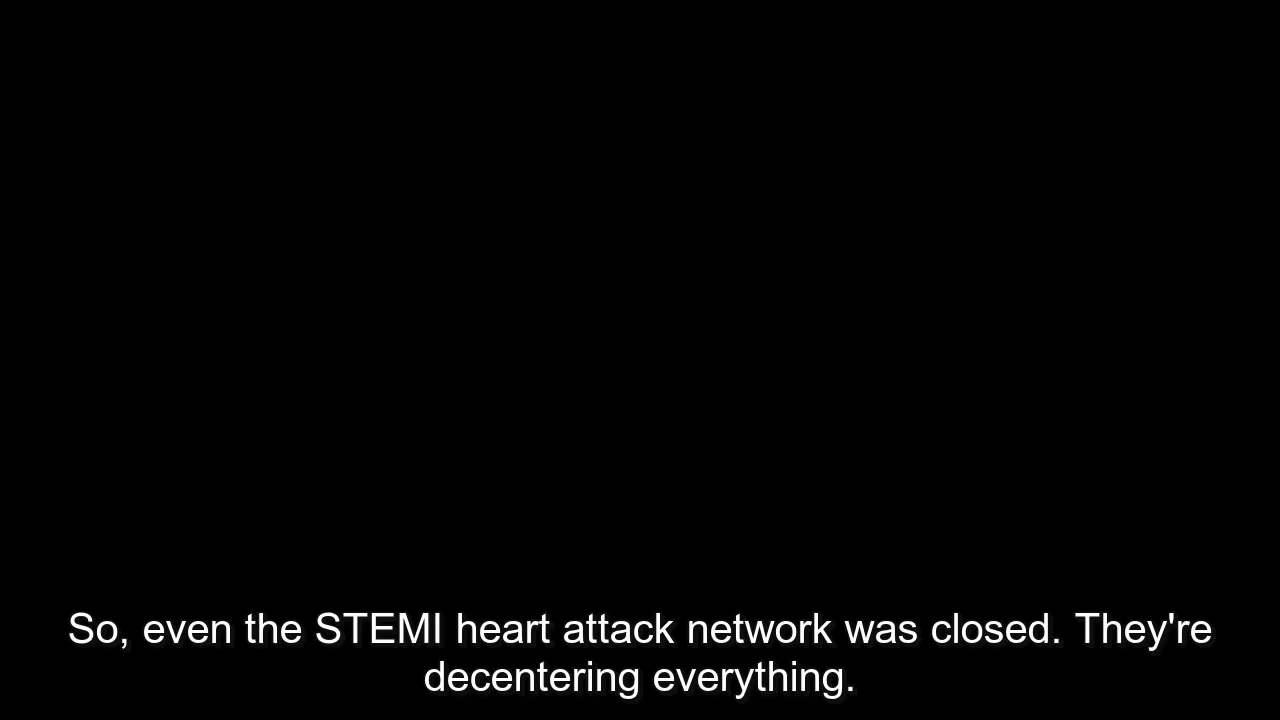 So, even the STEMI heart attack network was closed. They're
decentering everything.